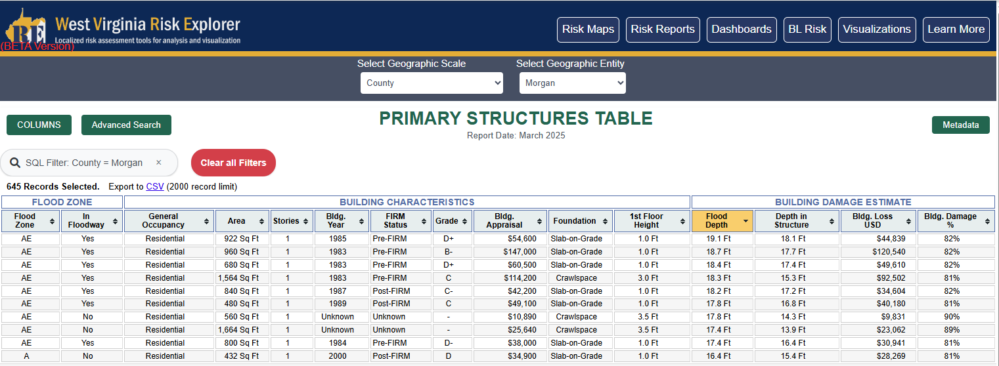 West Virginia Risk Explorer
Localized risk assessment tools for analysis and visualization
RE
(BETA Version)
Risk Maps Risk Reports Dashboards BL Risk Visualizations Learn More
Select Geographic Scale Select Geographic Entity
County Morgan
COLUMNS Advanced Search PRIMARY STRUCTURES TABLE Metadata
Report Date: March 2025
SQL Filter: County = Morgan × Clear all Filters
645 Records Selected. Export to CSV (2000 record limit)
FLOOD ZONE BUILDING CHARACTERISTICS BUILDING DAMAGE ESTIMATE
Flood Zone In Floodway General Occupancy Area Stories Bldg. Year FIRM Status Grade Bldg. Appraisal Foundation 1st Floor Height Flood Depth Depth in Structure Bldg. Loss USD Bldg. Damage %
AE Yes Residential 922 Sq Ft 1 1985 Pre-FIRM D+ $54,600 Slab-on-Grade 1.0 Ft 19.1 Ft 18.1 Ft $44,839 82%
AE Yes Residential 960 Sq Ft 1 1983 Pre-FIRM B- $147,000 Slab-on-Grade 1.0 Ft 18.7 Ft 17.7 Ft $120,540 82%
AE Yes Residential 680 Sq Ft 1 1983 Pre-FIRM D+ $60,500 Slab-on-Grade 1.0 Ft 18.4 Ft 17.4 Ft $49,610 82%
AE Yes Residential 1,564 Sq Ft 1 1983 Pre-FIRM C $114,200 Crawlspace 3.0 Ft 18.3 Ft 15.3 Ft $92,502 81%
AE Yes Residential 840 Sq Ft 1 1987 Post-FIRM C- $42,200 Slab-on-Grade 1.0 Ft 18.2 Ft 17.2 Ft $34,604 82%
AE Yes Residential 480 Sq Ft 1 1989 Post-FIRM C $49,100 Slab-on-Grade 1.0 Ft 17.8 Ft 16.8 Ft $40,180 81%
AE No Residential 560 Sq Ft 1 Unknown Unknown - $10,890 Crawlspace 3.5 Ft 17.8 Ft 14.3 Ft $9,831 90%
AE No Residential 1,664 Sq Ft 1 Unknown Unknown - $25,640 Crawlspace 3.5 Ft 17.4 Ft 13.9 Ft $23,062 89%
AE Yes Residential 800 Sq Ft 1 1984 Pre-FIRM D- $38,000 Slab-on-Grade 1.0 Ft 17.4 Ft 16.4 Ft $30,941 81%
A No Residential 432 Sq Ft 1 2000 Post-FIRM D $34,900 Slab-on-Grade 1.0 Ft 16.4 Ft 15.4 Ft $28,269 81%